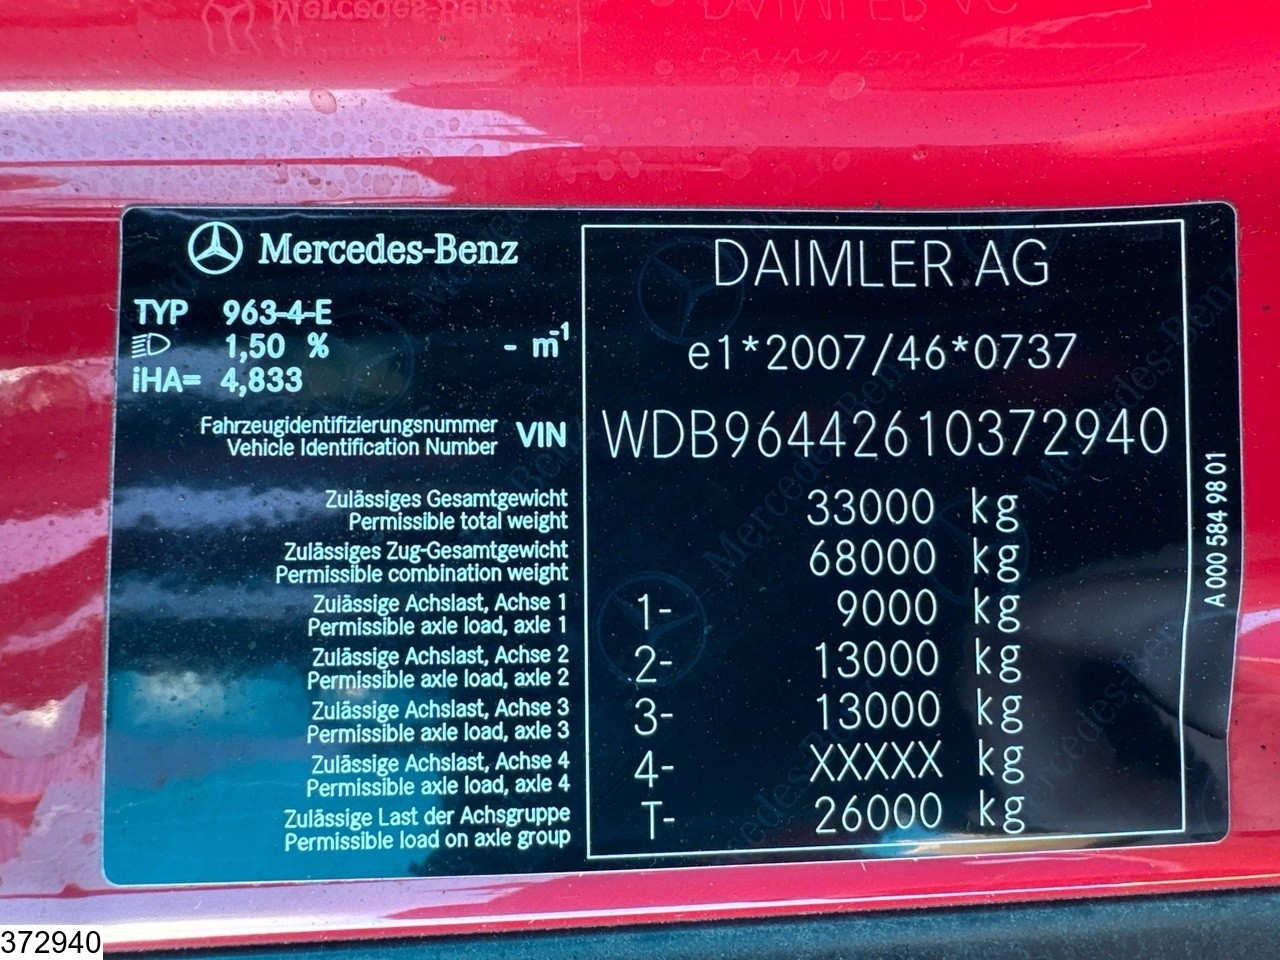 Mercedes-Benz
DAIMLER AG
TYP 963-4-E
1,50 % - m-1
iHA= 4,833
e1*2007/46*0737
Fahrzeugidentifizierungsnummer
Vehicle Identification Number
VIN WDB96442610372940
Zulässiges Gesamtgewicht
Permissible total weight
33000 kg
Zulässiges Zug-Gesamtgewicht
Permissible combination weight
68000 kg
Zulässige Achslast, Achse 1
Permissible axle load, axle 1
1- 9000 kg
Zulässige Achslast, Achse 2
Permissible axle load, axle 2
2- 13000 kg
Zulässige Achslast, Achse 3
Permissible axle load, axle 3
3- 13000 kg
Zulässige Achslast, Achse 4
Permissible axle load, axle 4
4- XXXXX kg
Zulässige Last der Achsgruppe
Permissible load on axle group
T- 26000 kg
A 000 584 98 01
372940